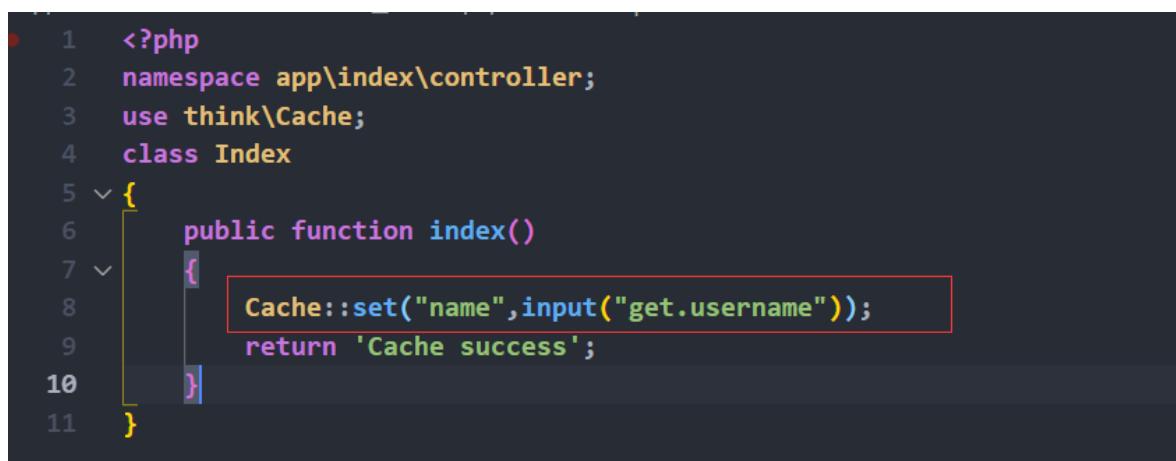 1 <?php
2 namespace app\index\controller;
3 use think\Cache;
4 class Index
5 {
6 public function index()
7 {
8 Cache::set("name",input("get.username"));
9 return 'Cache success';
10 }
11 }